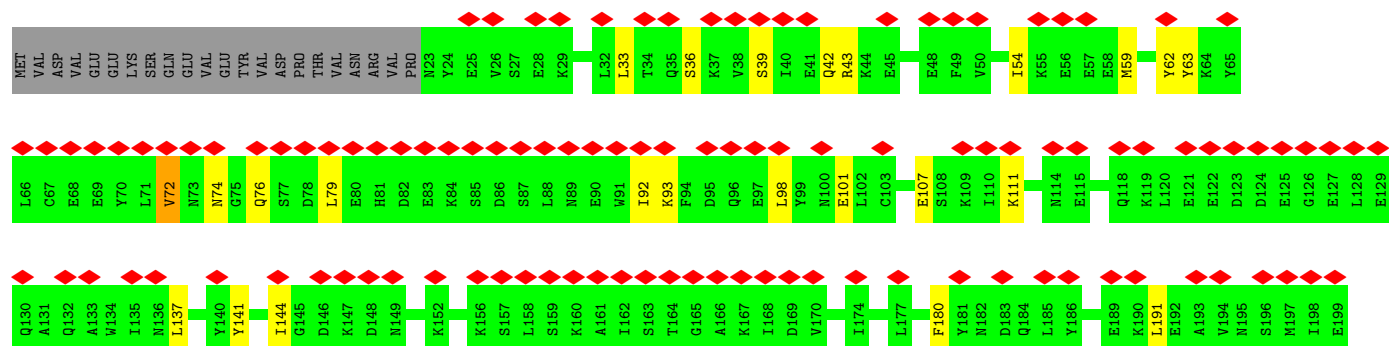 MET VAL ASP VAL GLU GLU LYS SER GLN GLU VAL GLU TYR VAL ASP PRO THR VAL ASN ARG VAL PRO N23 Y24 E25 V26 S27 E28 K29 L32 L33 T34 Q35 S36 K37 V38 S39 I40 E41 Q42 R43 K44 E45 E48 F49 V50 I54 K55 E56 E57 E58 M59 Y62 Y63 K64 Y65
L66 C67 E68 E69 Y70 L71 V72 N73 N74 G75 Q76 S77 D78 L79 E80 H81 D82 E83 K84 S85 D86 S87 L88 N89 E90 W91 I92 K93 F94 D95 Q96 E97 L98 Y99 N100 E101 L102 C103 E107 S108 K109 I110 K111 N114 E115 Q118 K119 L120 E121 E122 D123 D124 E125 G126 E127 L128 E129
Q130 A131 Q132 A133 W134 I135 N136 L137 Y140 Y141 I144 G145 D146 K147 D148 N149 K152 K156 S157 L158 S159 K160 A161 I162 S163 T164 G165 A166 K167 I168 D169 V170 I174 L177 F180 Y181 N182 D183 Q184 L185 Y186 E189 K190 L191 E192 A193 V194 N195 S196 M197 I198 E199